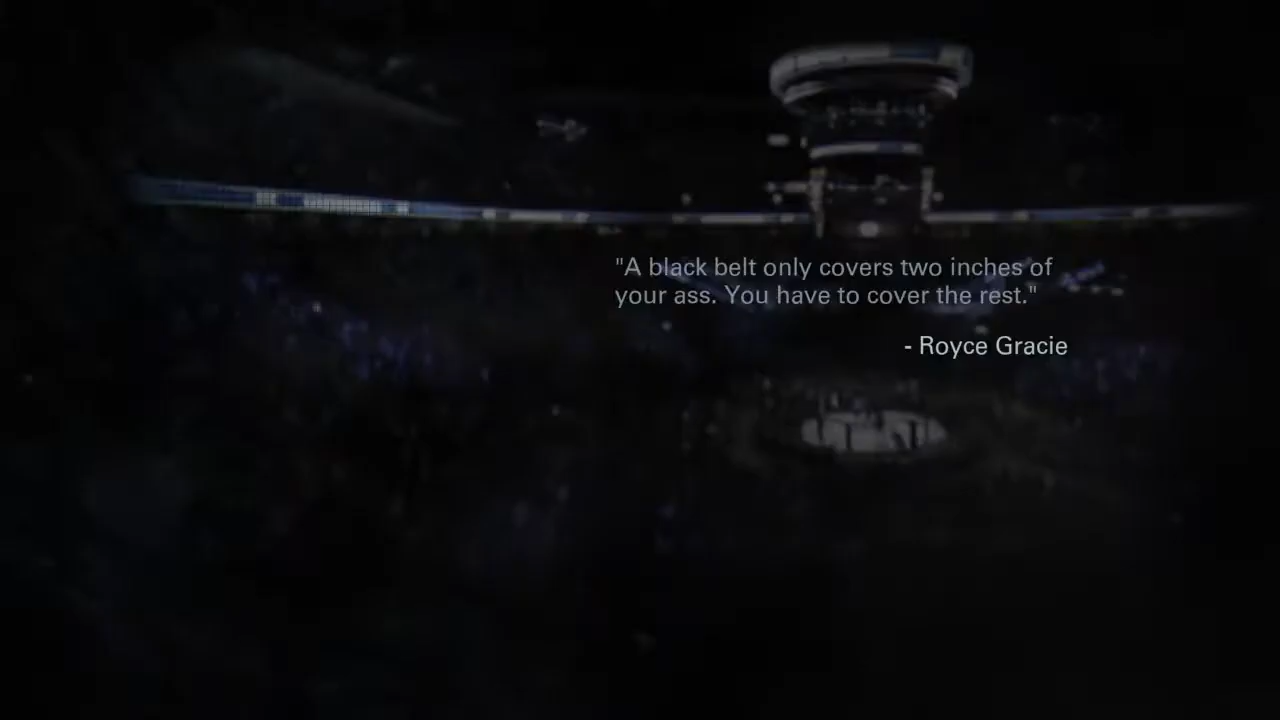 "A black belt only covers two inches of
your ass. You have to cover the rest."
- Royce Gracie